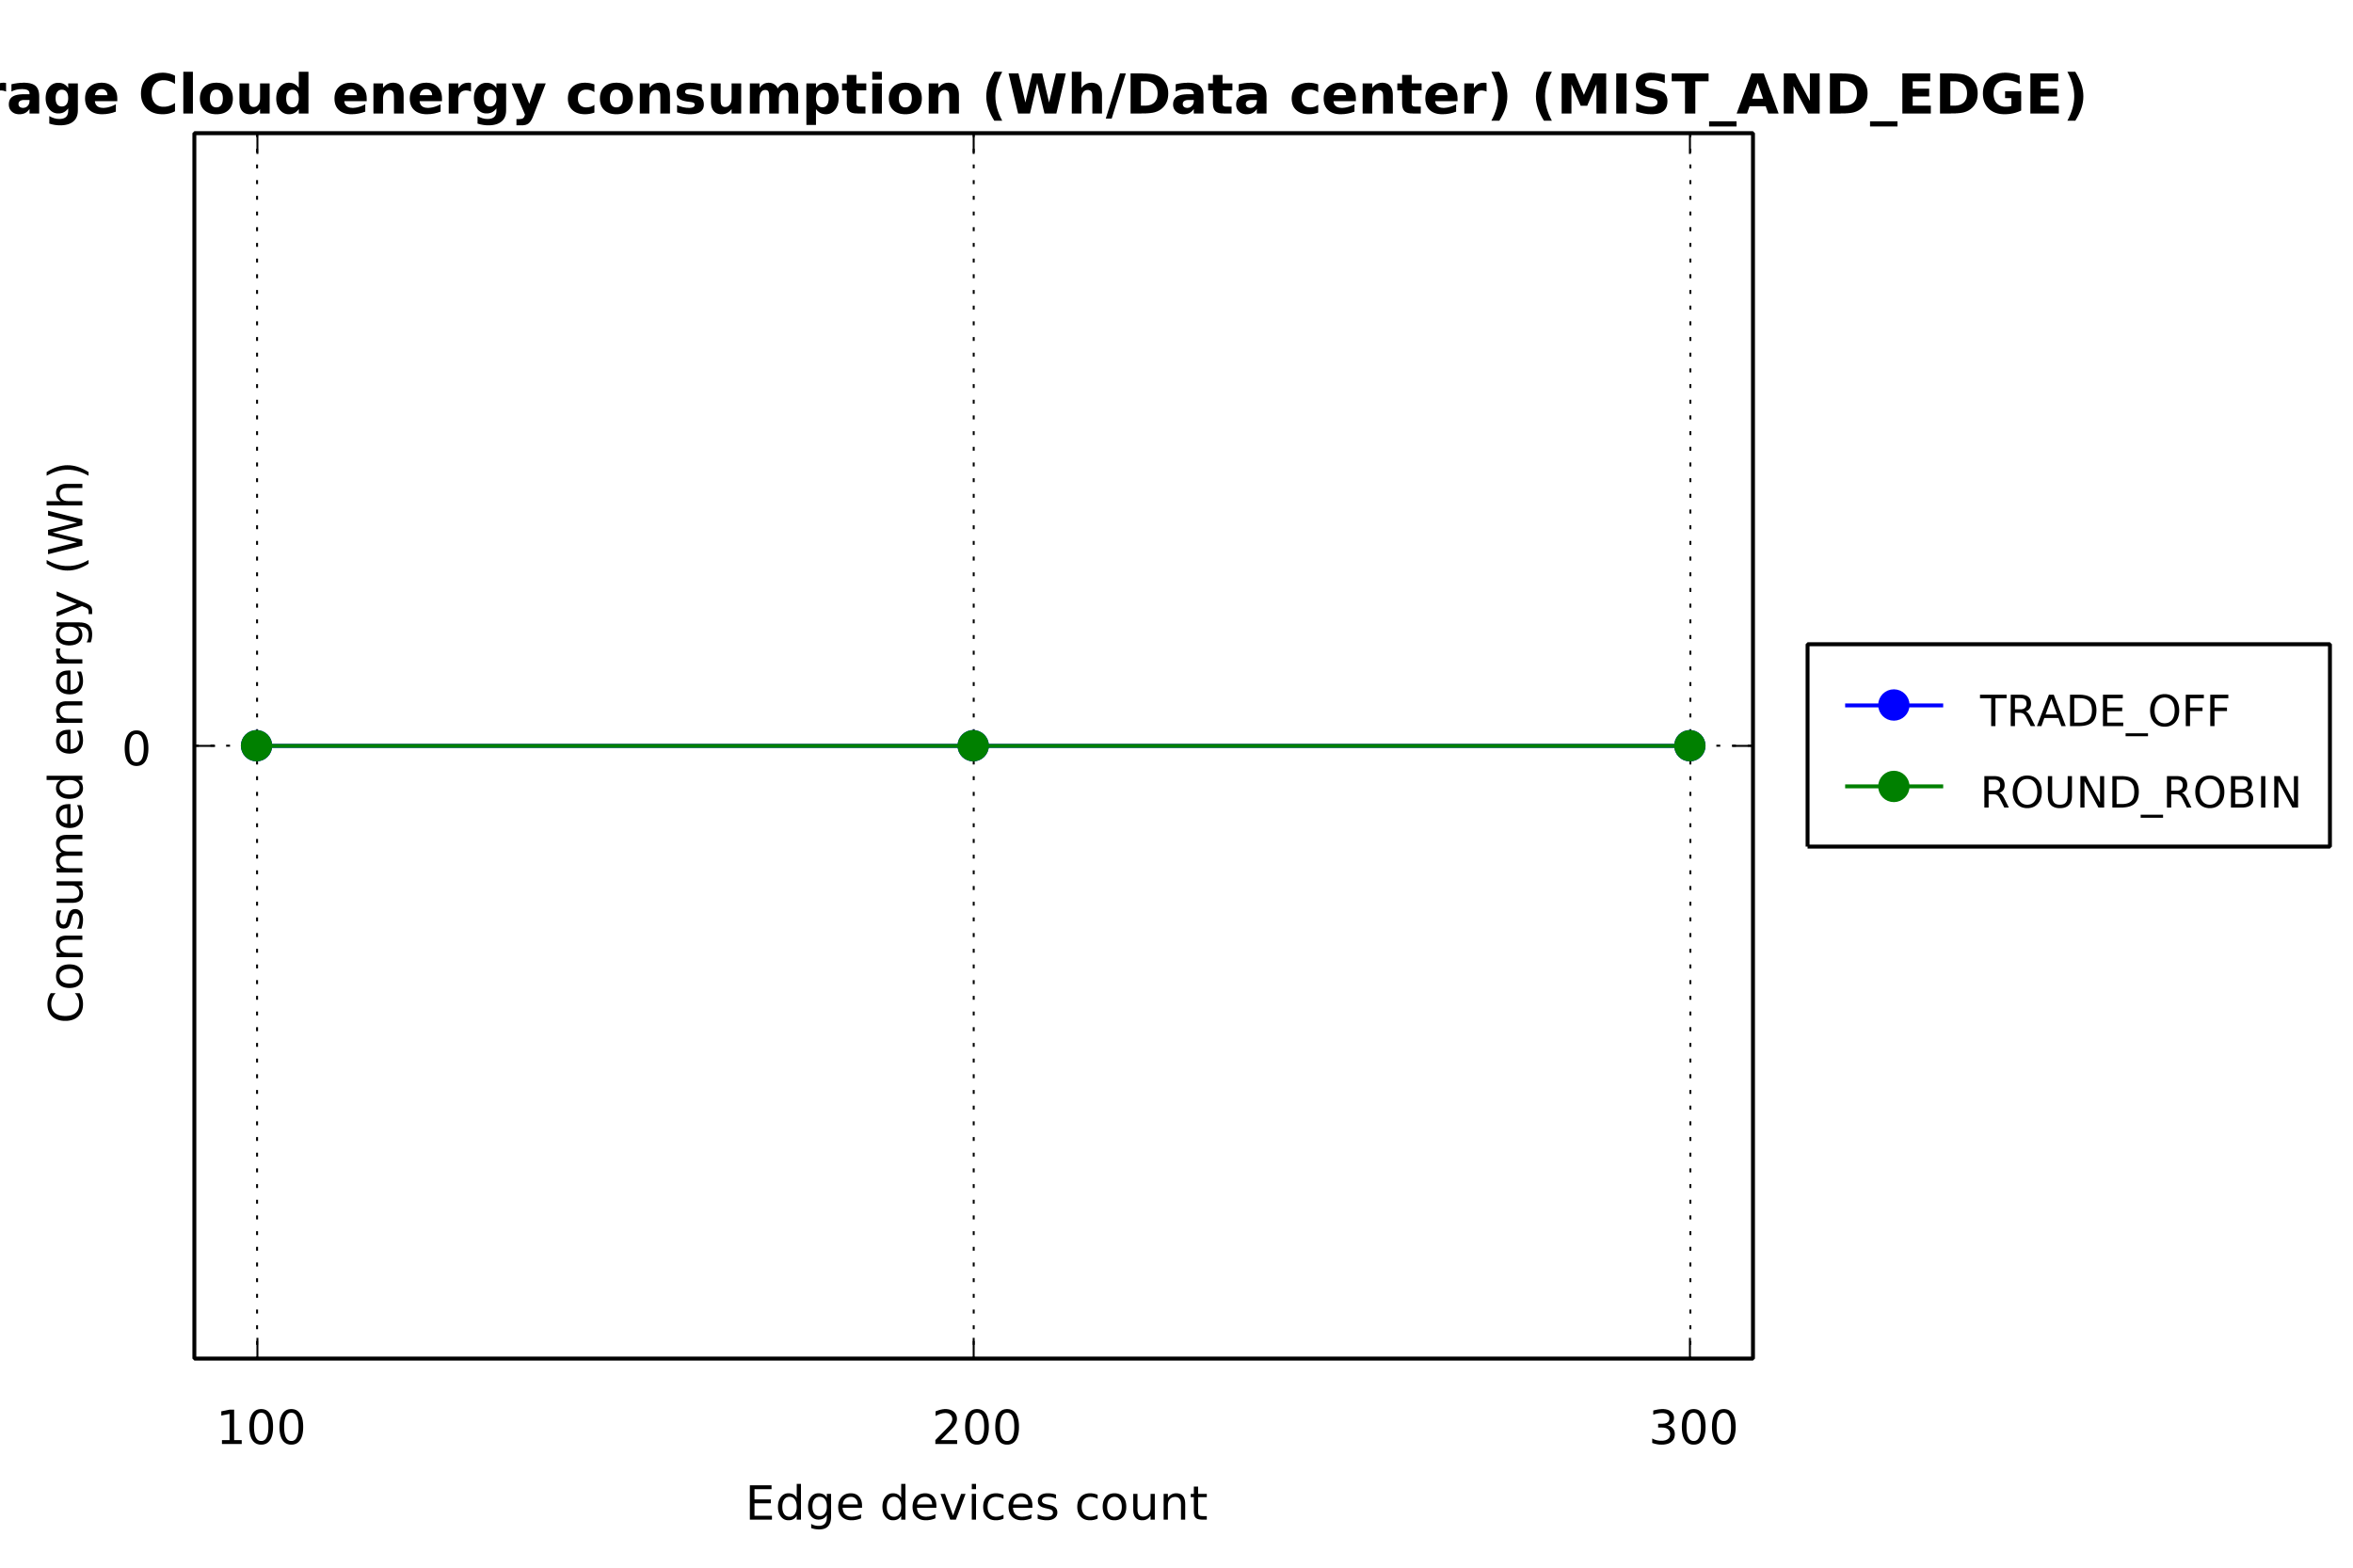 age Cloud energy consumption (Wh/Data center) (MIST_AND_EDGE)
Consumed energy (Wh)
0
TRADE_OFF
ROUND_ROBIN
100 200 300
Edge devices count